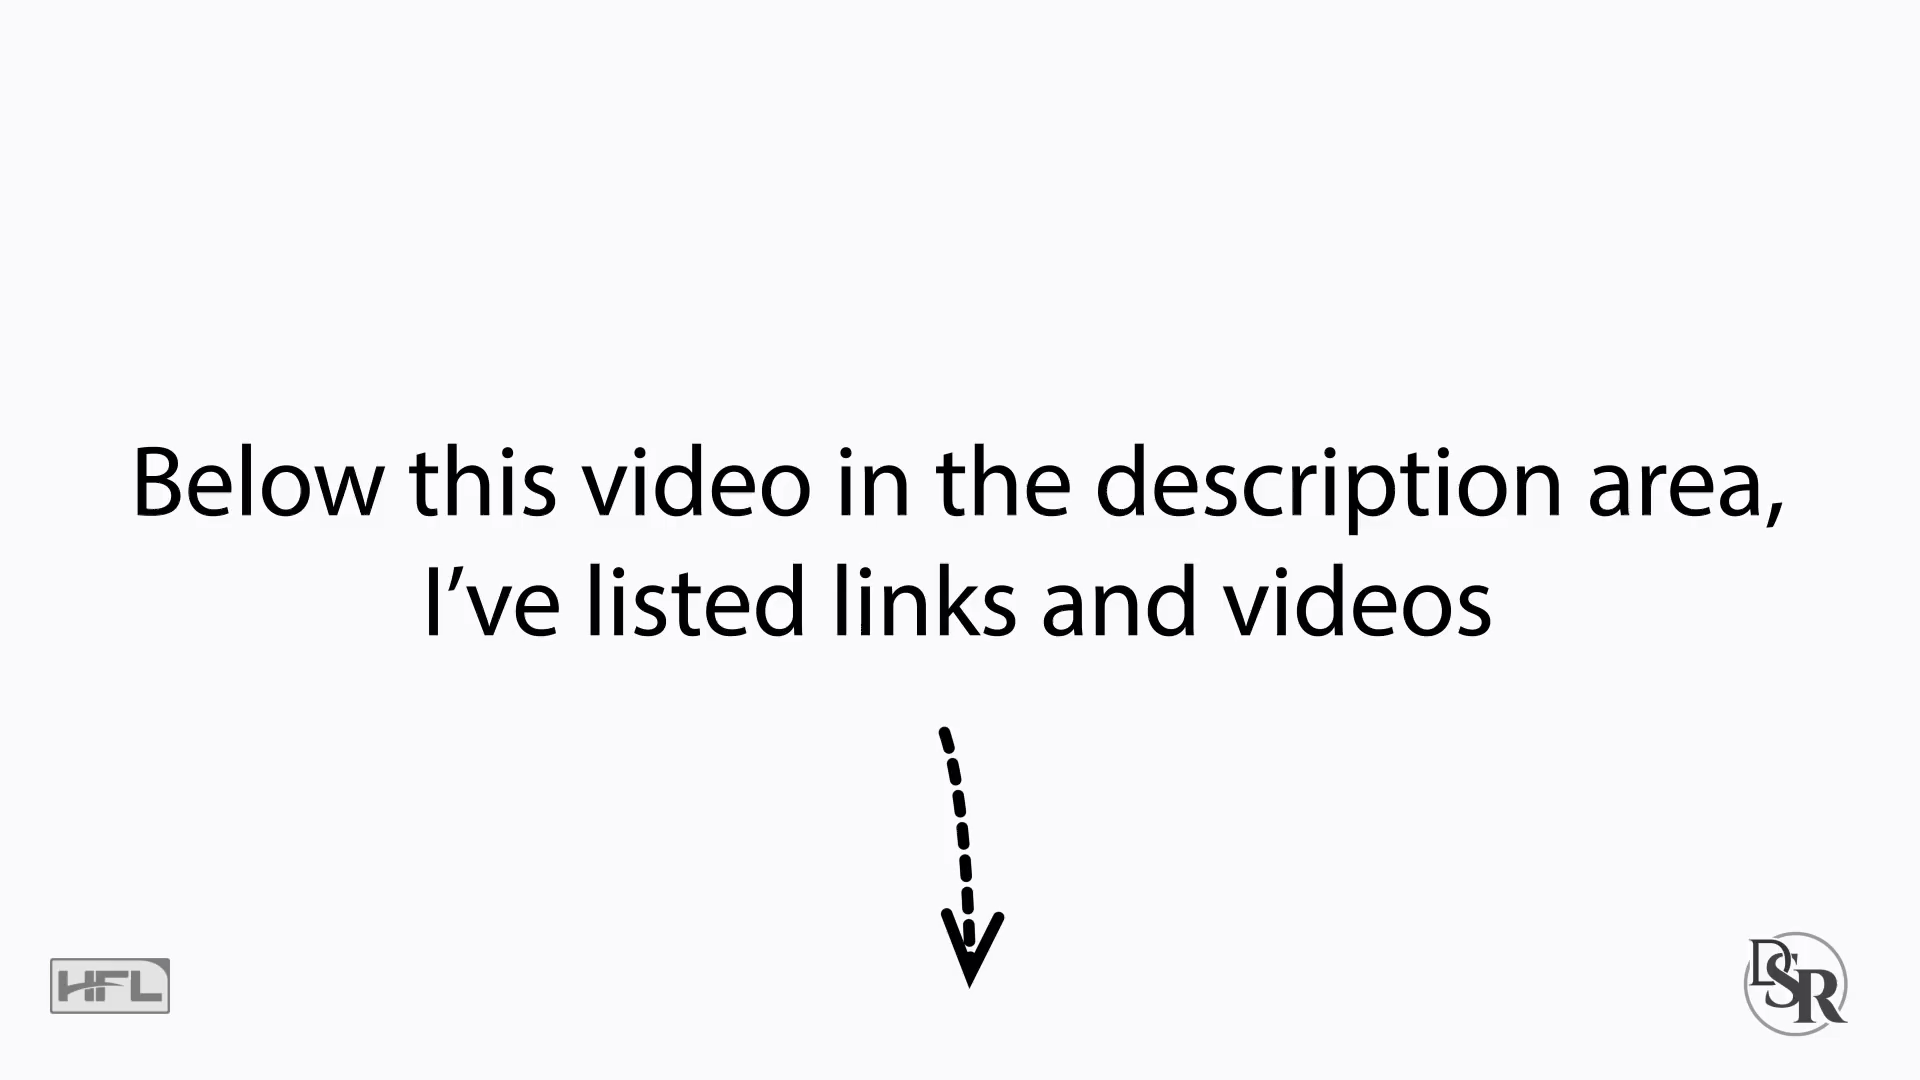 Below this video in the description area,
I’ve listed links and videos
HFL
DSR